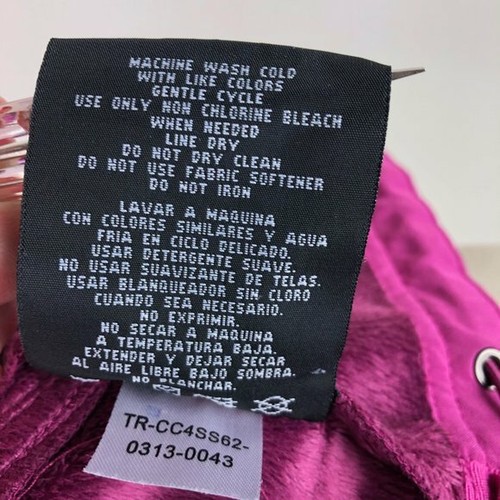 MACHINE WASH COLD
WITH LIKE COLORS
GENTLE CYCLE
USE ONLY NON CHLORINE BLEACH
WHEN NEEDED
LINE DRY
DO NOT DRY CLEAN
DO NOT USE FABRIC SOFTENER
DO NOT IRON
LAVAR A MAQUINA
CON COLORES SIMILARES Y AGUA
FRIA EN CICLO DELICADO.
USAR DETERGENTE SUAVE.
NO USAR SUAVIZANTE DE TELAS.
USAR BLANQUEADOR SIN CLORO
CUANDO SEA NECESARIO.
NO EXPRIMIR.
NO SECAR A MAQUINA
A TEMPERATURA BAJA.
EXTENDER Y DEJAR SECAR
AL AIRE LIBRE BAJO SOMBRA.
NO PLANCHAR.
TR-CC4SS62-
0313-0043